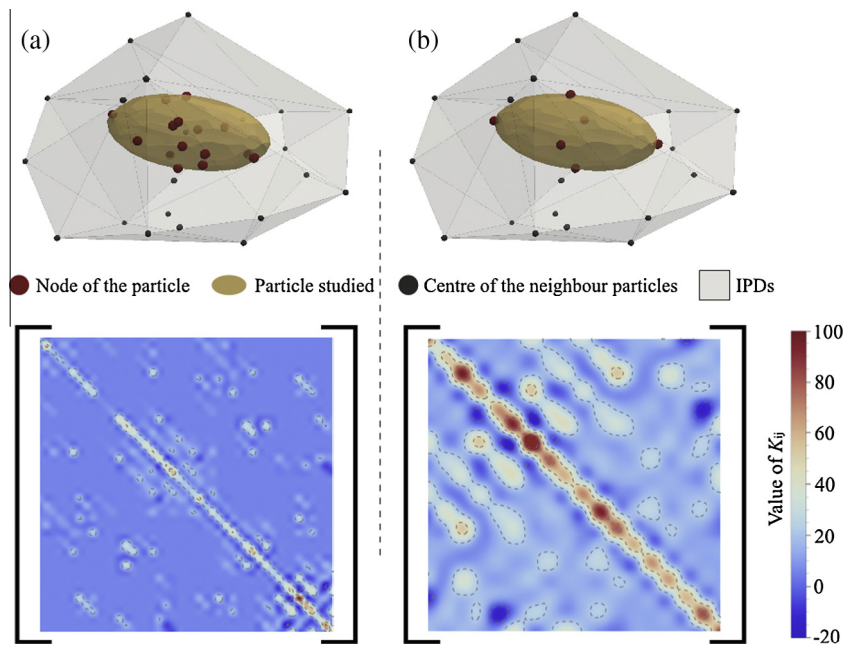 (a)
(b)
Node of the particle Particle studied Centre of the neighbour particles IPDs
100
80
60
40
20
0
-20
Value of Kij